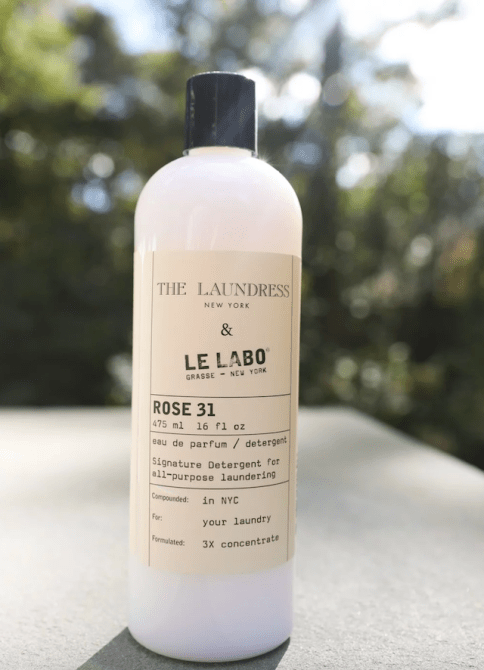 THE LAUNDRESS
NEW YORK
&
LE LABO®
GRASSE – NEW YORK
ROSE 31
475 ml 16 fl oz
eau de parfum / detergent
Signature Detergent for
all-purpose laundering
Compounded: in NYC
For: your laundry
Formulated: 3X concentrate